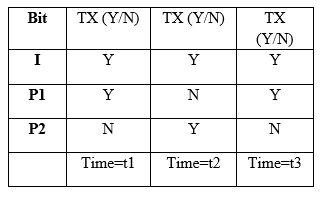 Bit TX (Y/N) TX (Y/N) TX (Y/N)
I Y Y Y
P1 Y N Y
P2 N Y N
Time=t1 Time=t2 Time=t3